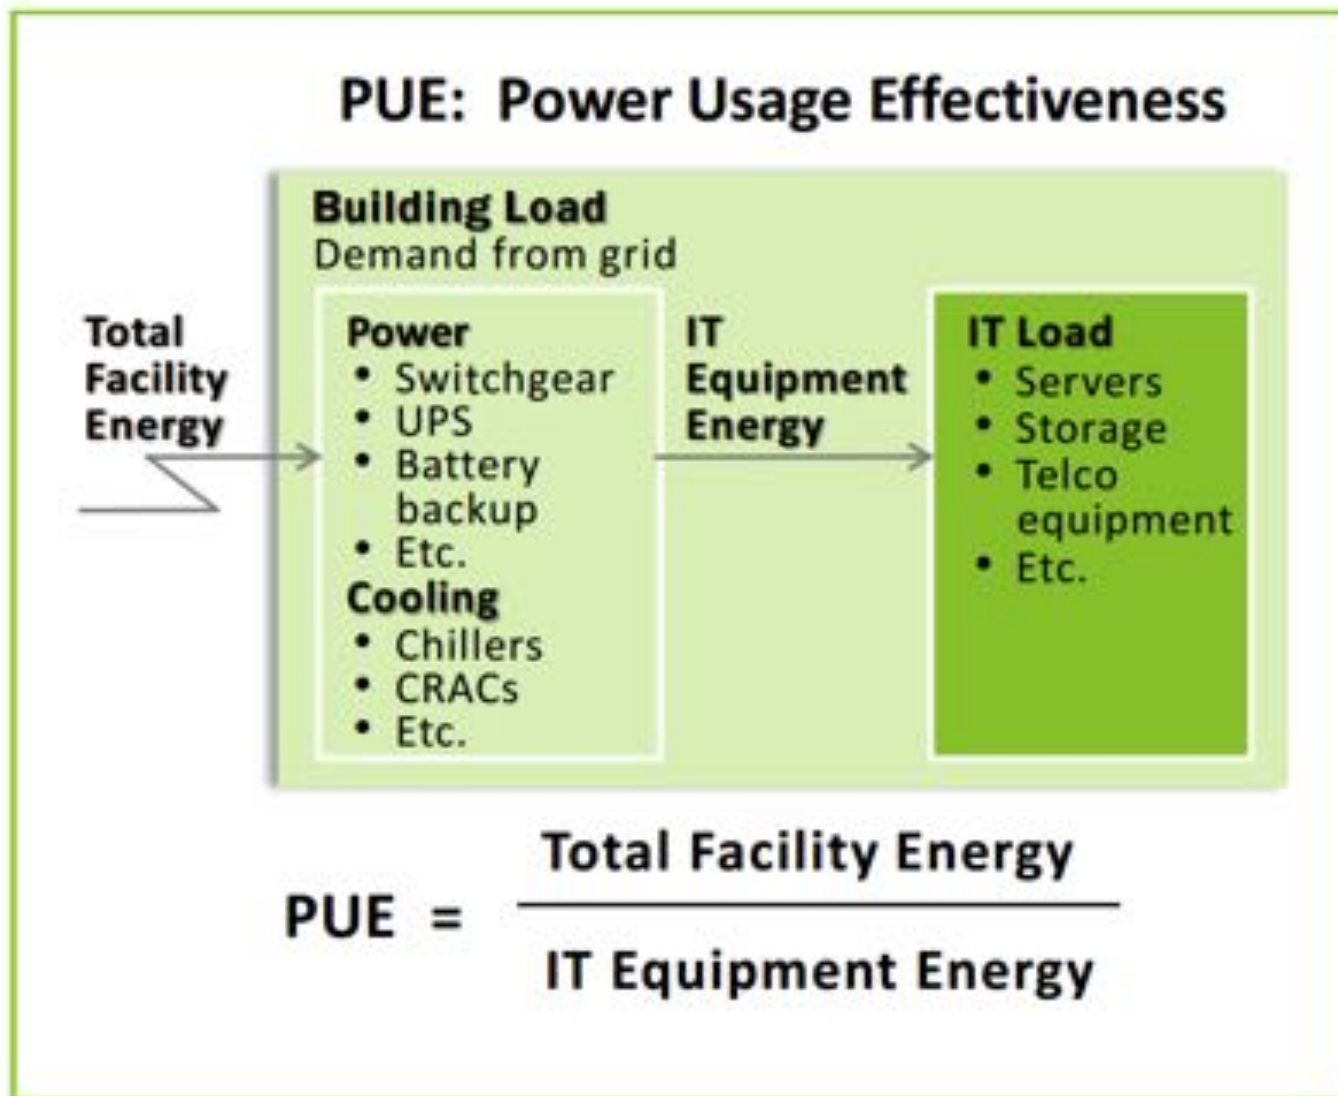 PUE: Power Usage Effectiveness
Building Load
Demand from grid
Total
Facility
Energy
Power
• Switchgear
• UPS
• Battery
backup
• Etc.
Cooling
• Chillers
• CRACs
• Etc.
IT
Equipment
Energy
IT Load
• Servers
• Storage
• Telco
equipment
• Etc.
Total Facility Energy
PUE =
IT Equipment Energy